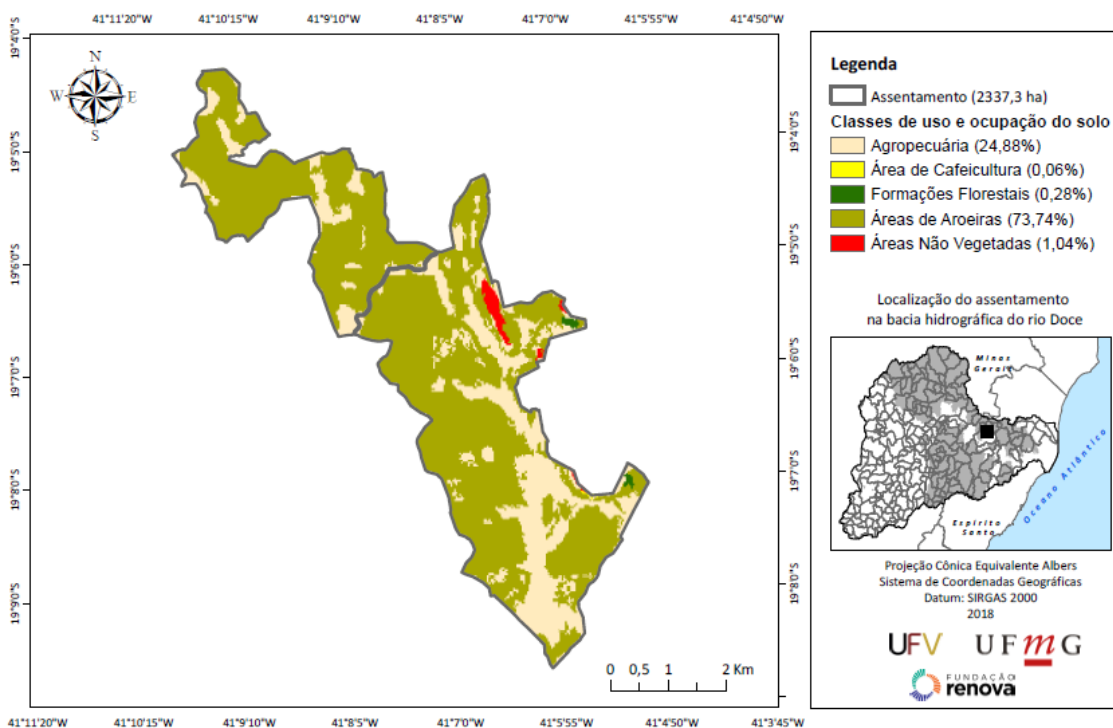 41°11'20"W 41°10'15"W 41°9'10"W 41°8'5"W 41°7'0"W 41°5'55"W 41°4'50"W
19°4'0"S
19°5'0"S
19°6'0"S
19°7'0"S
19°8'0"S
19°9'0"S
N
W E
S
19°4'0"S
19°5'0"S
19°6'0"S
19°7'0"S
19°8'0"S
0 0,5 1 2 Km
41°11'20"W 41°10'15"W 41°9'10"W 41°8'5"W 41°7'0"W 41°5'55"W 41°4'50"W 41°3'45"W
Legenda
Assentamento (2337,3 ha)
Classes de uso e ocupação do solo
Agropecuária (24,88%)
Área de Cafeicultura (0,06%)
Formações Florestais (0,28%)
Áreas de Aroeiras (73,74%)
Áreas Não Vegetadas (1,04%)
Localização do assentamento
na bacia hidrográfica do rio Doce
Minas
Gerais
Oceano Atlântico
Espírito
Santo
Projeção Cônica Equivalente Albers
Sistema de Coordenadas Geográficas
Datum: SIRGAS 2000
2018
UFV UFmG
FUNDAÇÃO
renova